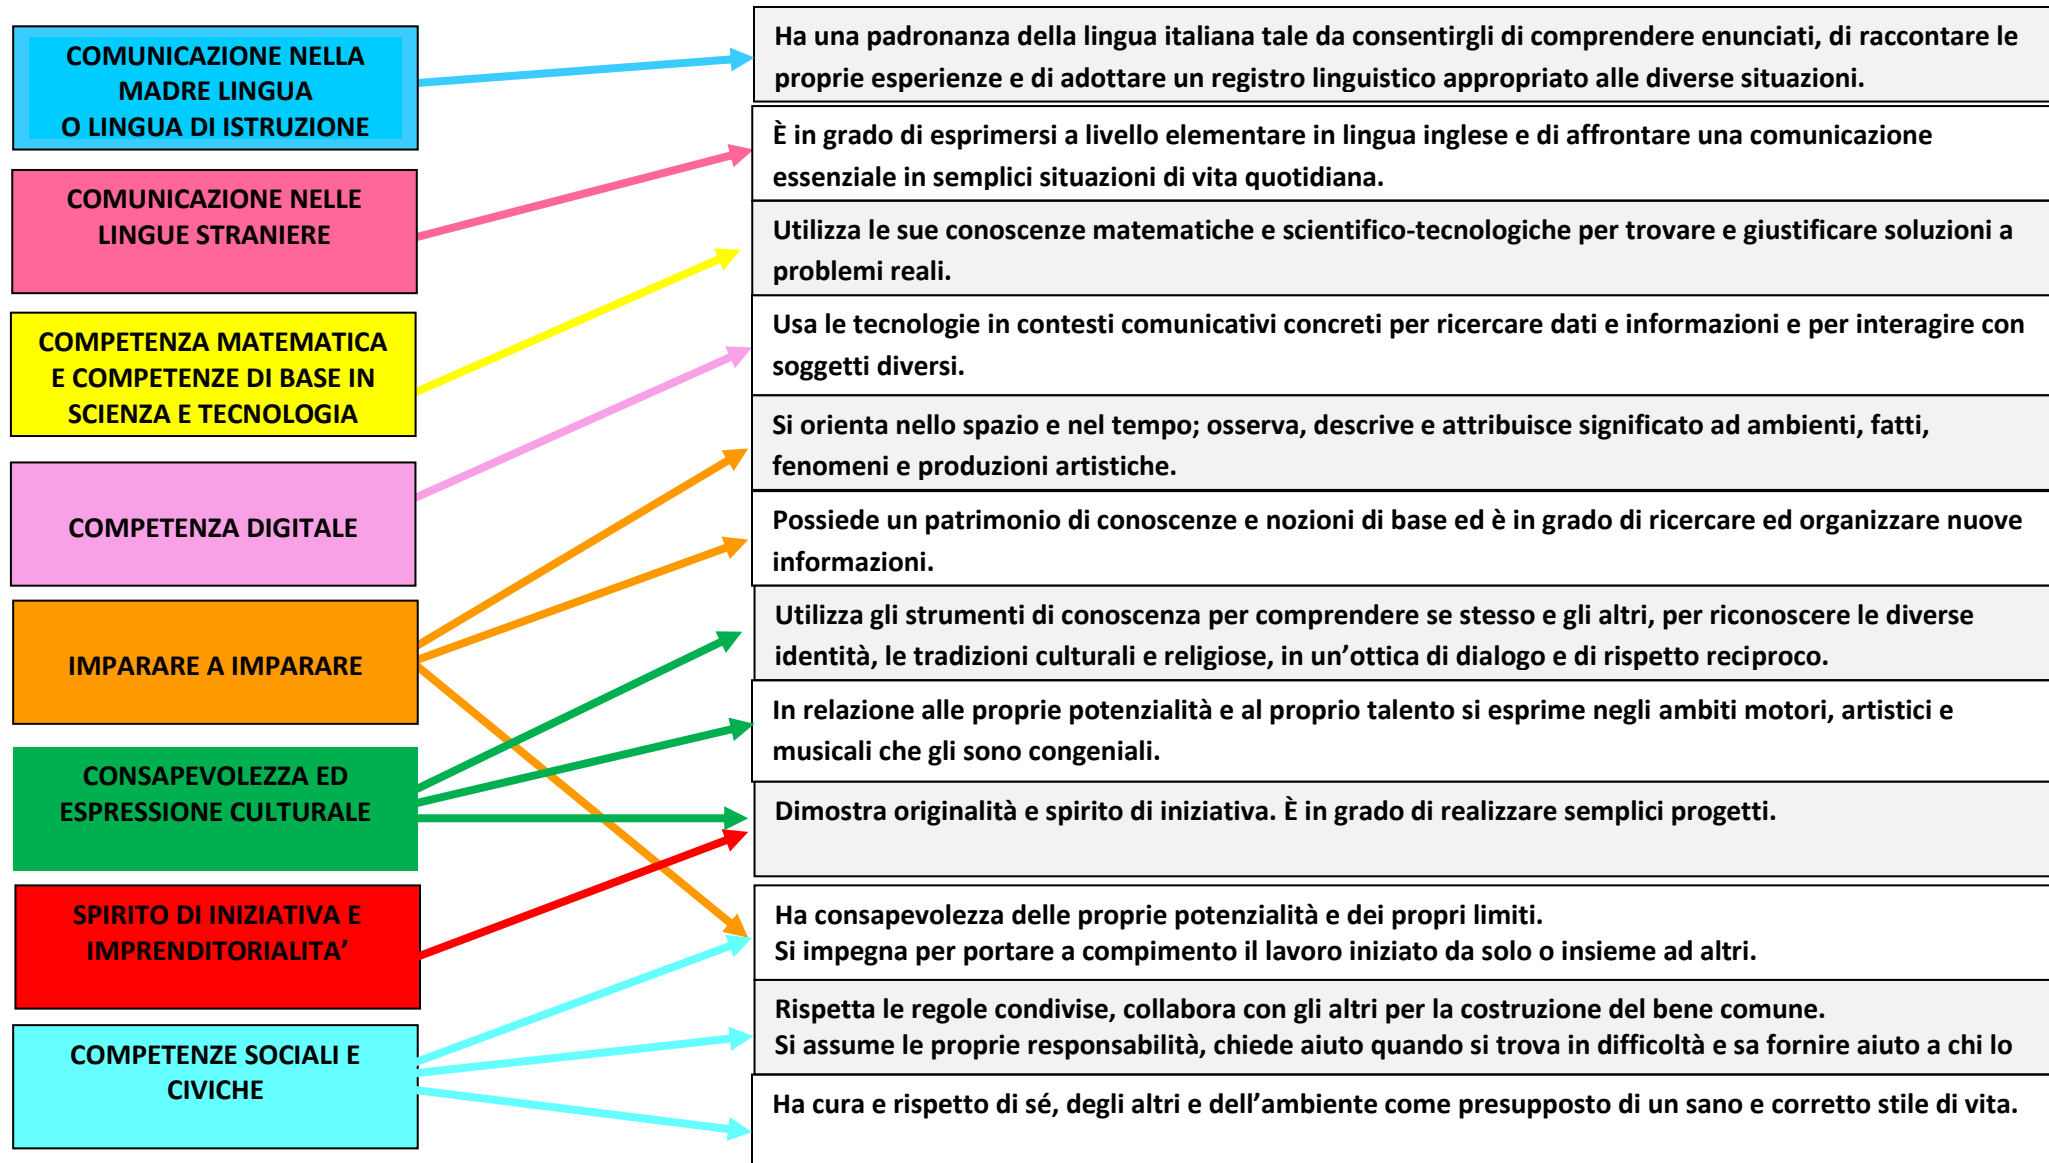 COMUNICAZIONE NELLA
MADRE LINGUA
O LINGUA DI ISTRUZIONE
COMUNICAZIONE NELLE
LINGUE STRANIERE
COMPETENZA MATEMATICA
E COMPETENZE DI BASE IN
SCIENZA E TECNOLOGIA
COMPETENZA DIGITALE
IMPARARE A IMPARARE
CONSAPEVOLEZZA ED
ESPRESSIONE CULTURALE
SPIRITO DI INIZIATIVA E
IMPRENDITORIALITA’
COMPETENZE SOCIALI E
CIVICHE
Ha una padronanza della lingua italiana tale da consentirgli di comprendere enunciati, di raccontare le
proprie esperienze e di adottare un registro linguistico appropriato alle diverse situazioni.
È in grado di esprimersi a livello elementare in lingua inglese e di affrontare una comunicazione
essenziale in semplici situazioni di vita quotidiana.
Utilizza le sue conoscenze matematiche e scientifico-tecnologiche per trovare e giustificare soluzioni a
problemi reali.
Usa le tecnologie in contesti comunicativi concreti per ricercare dati e informazioni e per interagire con
soggetti diversi.
Si orienta nello spazio e nel tempo; osserva, descrive e attribuisce significato ad ambienti, fatti,
fenomeni e produzioni artistiche.
Possiede un patrimonio di conoscenze e nozioni di base ed è in grado di ricercare ed organizzare nuove
informazioni.
Utilizza gli strumenti di conoscenza per comprendere se stesso e gli altri, per riconoscere le diverse
identità, le tradizioni culturali e religiose, in un’ottica di dialogo e di rispetto reciproco.
In relazione alle proprie potenzialità e al proprio talento si esprime negli ambiti motori, artistici e
musicali che gli sono congeniali.
Dimostra originalità e spirito di iniziativa. È in grado di realizzare semplici progetti.
Ha consapevolezza delle proprie potenzialità e dei propri limiti.
Si impegna per portare a compimento il lavoro iniziato da solo o insieme ad altri.
Rispetta le regole condivise, collabora con gli altri per la costruzione del bene comune.
Si assume le proprie responsabilità, chiede aiuto quando si trova in difficoltà e sa fornire aiuto a chi lo
Ha cura e rispetto di sé, degli altri e dell’ambiente come presupposto di un sano e corretto stile di vita.